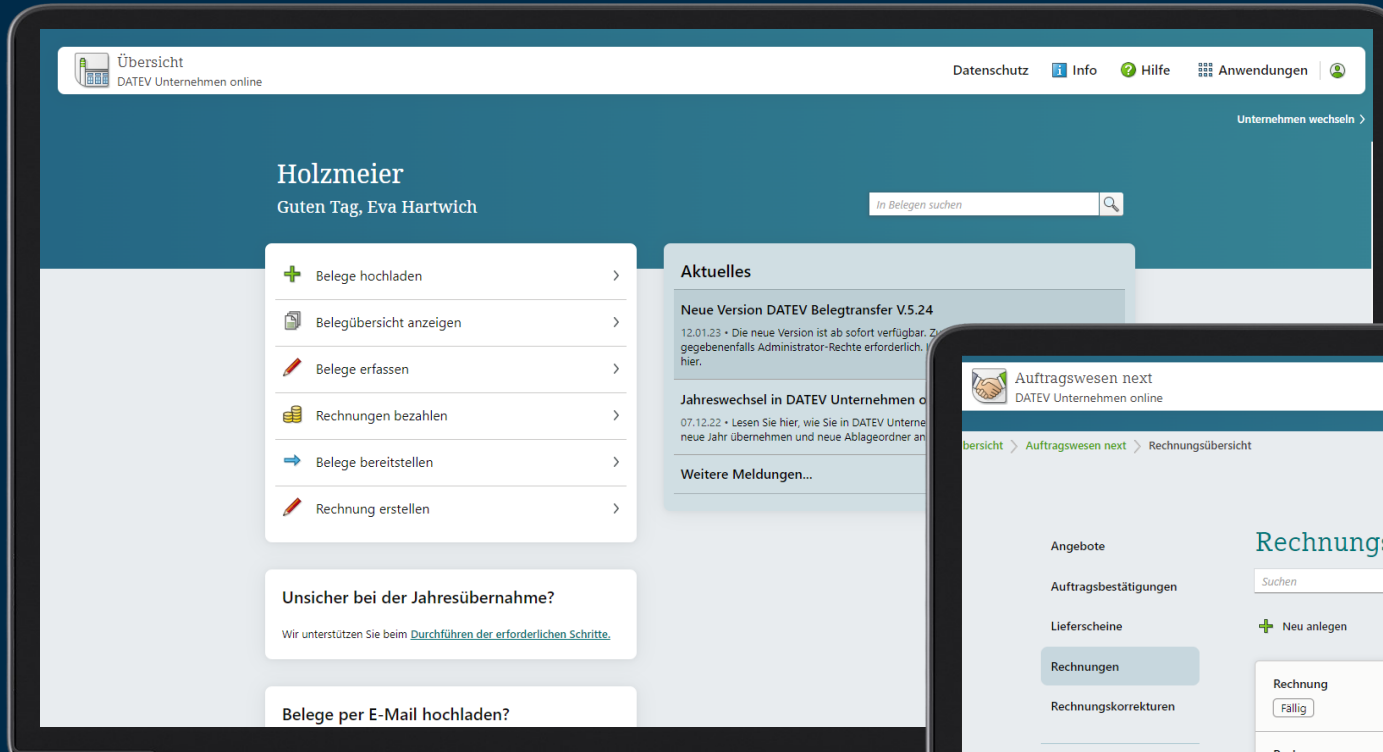 Übersicht
DATEV Unternehmen online
Datenschutz Info Hilfe Anwendungen
Unternehmen wechseln
Holzmeier
Guten Tag, Eva Hartwich
In Belegen suchen
Belege hochladen
Belegübersicht anzeigen
Belege erfassen
Rechnungen bezahlen
Belege bereitstellen
Rechnung erstellen
Unsicher bei der Jahresübernahme?
Wir unterstützen Sie beim Durchführen der erforderlichen Schritte.
Belege per E-Mail hochladen?
Aktuelles
Neue Version DATEV Belegtransfer V.5.24
12.01.23 • Die neue Version ist ab sofort verfügbar.
gegebenenfalls Administrator-Rechte erforderlich.
hier.
Jahreswechsel in DATEV Unternehmen
07.12.22 • Lesen Sie hier, wie Sie in DATEV Unterne
neue Jahr übernehmen und neue Ablageordner an
Weitere Meldungen...
Auftragswesen next
DATEV Unternehmen online
bersicht Auftragswesen next Rechnungsübersicht
Angebote
Auftragsbestätigungen
Lieferscheine
Rechnungen
Rechnungskorrekturen
Rechnungs
Suchen
Neu anlegen
Rechnung
Fällig